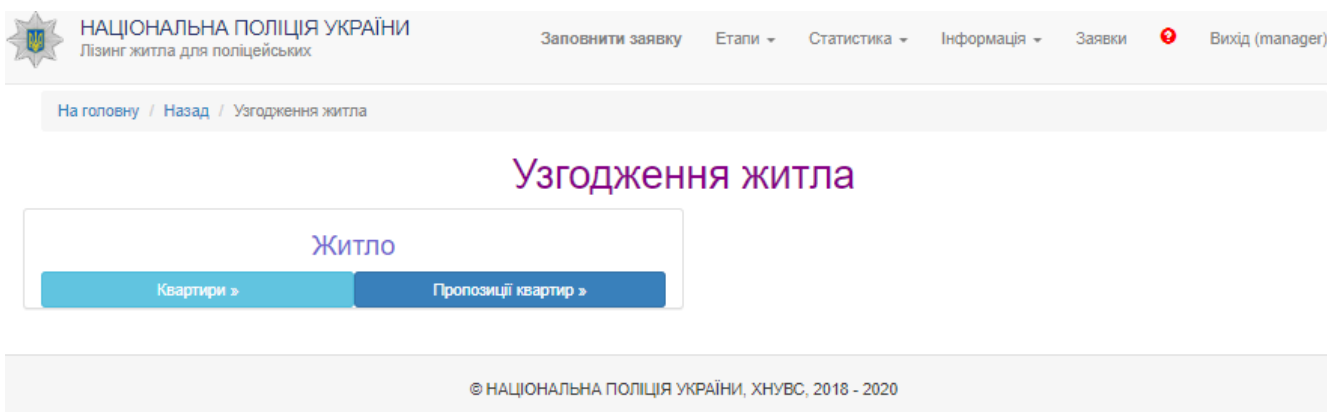 НАЦІОНАЛЬНА ПОЛІЦІЯ УКРАЇНИ
Лізинг житла для поліцейських
Заповнити заявку Етапи Статистика Інформація Заявки Вихід (manager)
На головну / Назад / Узгодження житла
Узгодження житла
Житло
Квартири » Пропозиції квартир »
© НАЦІОНАЛЬНА ПОЛІЦІЯ УКРАЇНИ, ХНУВС, 2018 - 2020